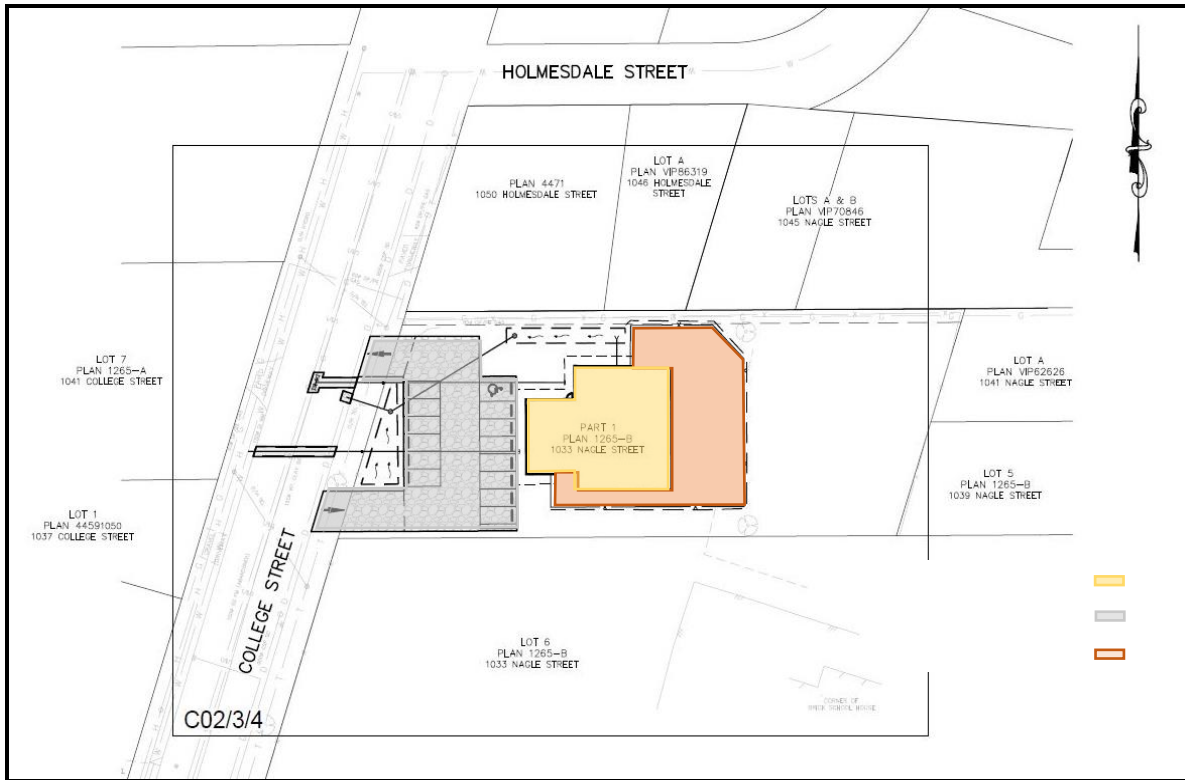 HOLMESDALE STREET
PLAN 4471
1050 HOLMESDALE STREET
LOT A
PLAN VIP86319
1046 HOLMESDALE
STREET
LOTS A & B
PLAN VIP70846
1045 NAGLE STREET
LOT 7
PLAN 1265-A
1041 COLLEGE STREET
LOT A
PLAN VIP62626
1041 NAGLE STREET
PART 1
PLAN 1265-B
1033 NAGLE STREET
LOT 5
PLAN 1265-B
1039 NAGLE STREET
LOT 1
PLAN 44591050
1037 COLLEGE STREET
COLLEGE STREET
LOT 6
PLAN 1265-B
1033 NAGLE STREET
CORNER OF
BRICK SCHOOL HOUSE
C02/3/4